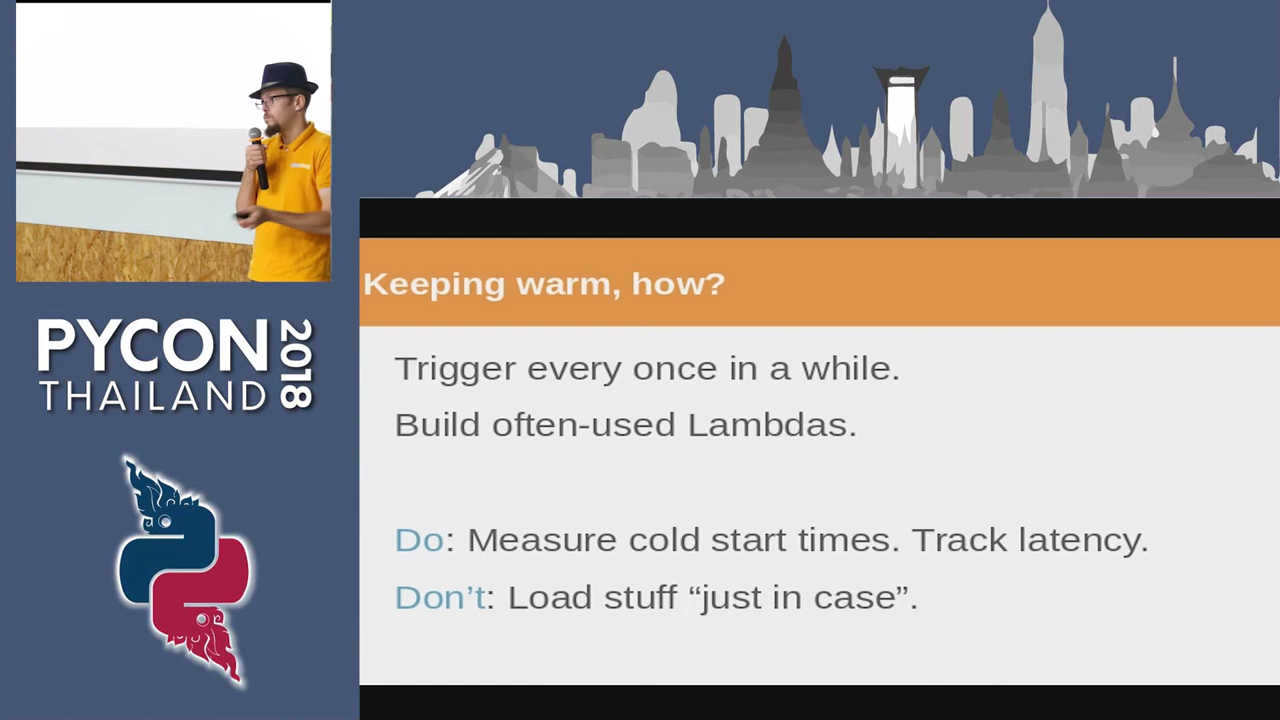 PYCON
THAILAND
2018
Keeping warm, how?
Trigger every once in a while.
Build often-used Lambdas.
Do: Measure cold start times. Track latency.
Don’t: Load stuff “just in case”.